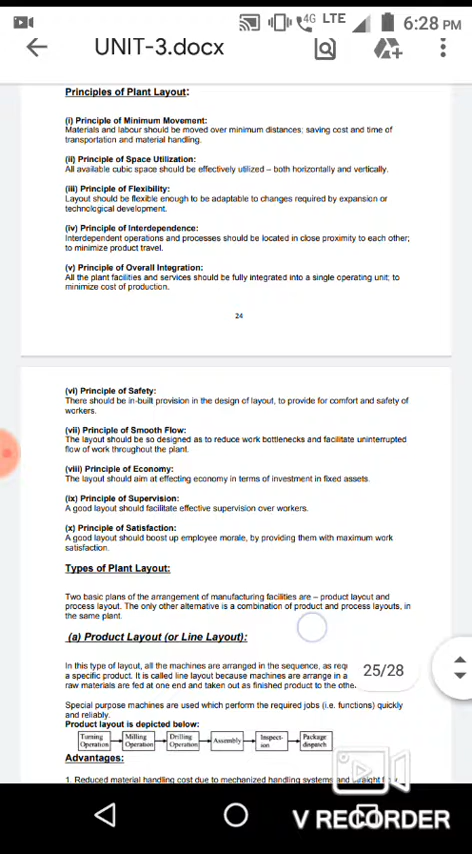 4G LTE 6:28 PM
UNIT-3.docx
Principles of Plant Layout:
(i) Principle of Minimum Movement:
Materials and labour should be moved over minimum distances; saving cost and time of
transportation and material handling.
(ii) Principle of Space Utilization:
All available cubic space should be effectively utilized – both horizontally and vertically.
(iii) Principle of Flexibility:
Layout should be flexible enough to be adaptable to changes required by expansion or
technological development.
(iv) Principle of Interdependence:
Interdependent operations and processes should be located in close proximity to each other;
to minimize product travel.
(v) Principle of Overall Integration:
All the plant facilities and services should be fully integrated into a single operating unit; to
minimize cost of production.
24
(vi) Principle of Safety:
There should be in-built provision in the design of layout, to provide for comfort and safety of
workers.
(vii) Principle of Smooth Flow:
The layout should be so designed as to reduce work bottlenecks and facilitate uninterrupted
flow of work throughout the plant.
(viii) Principle of Economy:
The layout should aim at effecting economy in terms of investment in fixed assets.
(ix) Principle of Supervision:
A good layout should facilitate effective supervision over workers.
(x) Principle of Satisfaction:
A good layout should boost up employee morale, by providing them with maximum work
satisfaction.
Types of Plant Layout:
Two basic plans of the arrangement of manufacturing facilities are – product layout and
process layout. The only other alternative is a combination of product and process layouts, in
the same plant.
(a) Product Layout (or Line Layout):
In this type of layout, all the machines are arranged in the sequence, as req
25/28
a specific product. It is called line layout because machines are arrange in a
raw materials are fed at one end and taken out as finished product to the othe
Special purpose machines are used which perform the required jobs (i.e. functions) quickly
and reliably.
Product layout is depicted below:
Turning Operation
Milling Operation
Drilling Operation
Assembly
Inspect-ion
Package dispatch
Advantages:
1. Reduced material handling cost due to mechanized handling systems and straight
V RECORDER